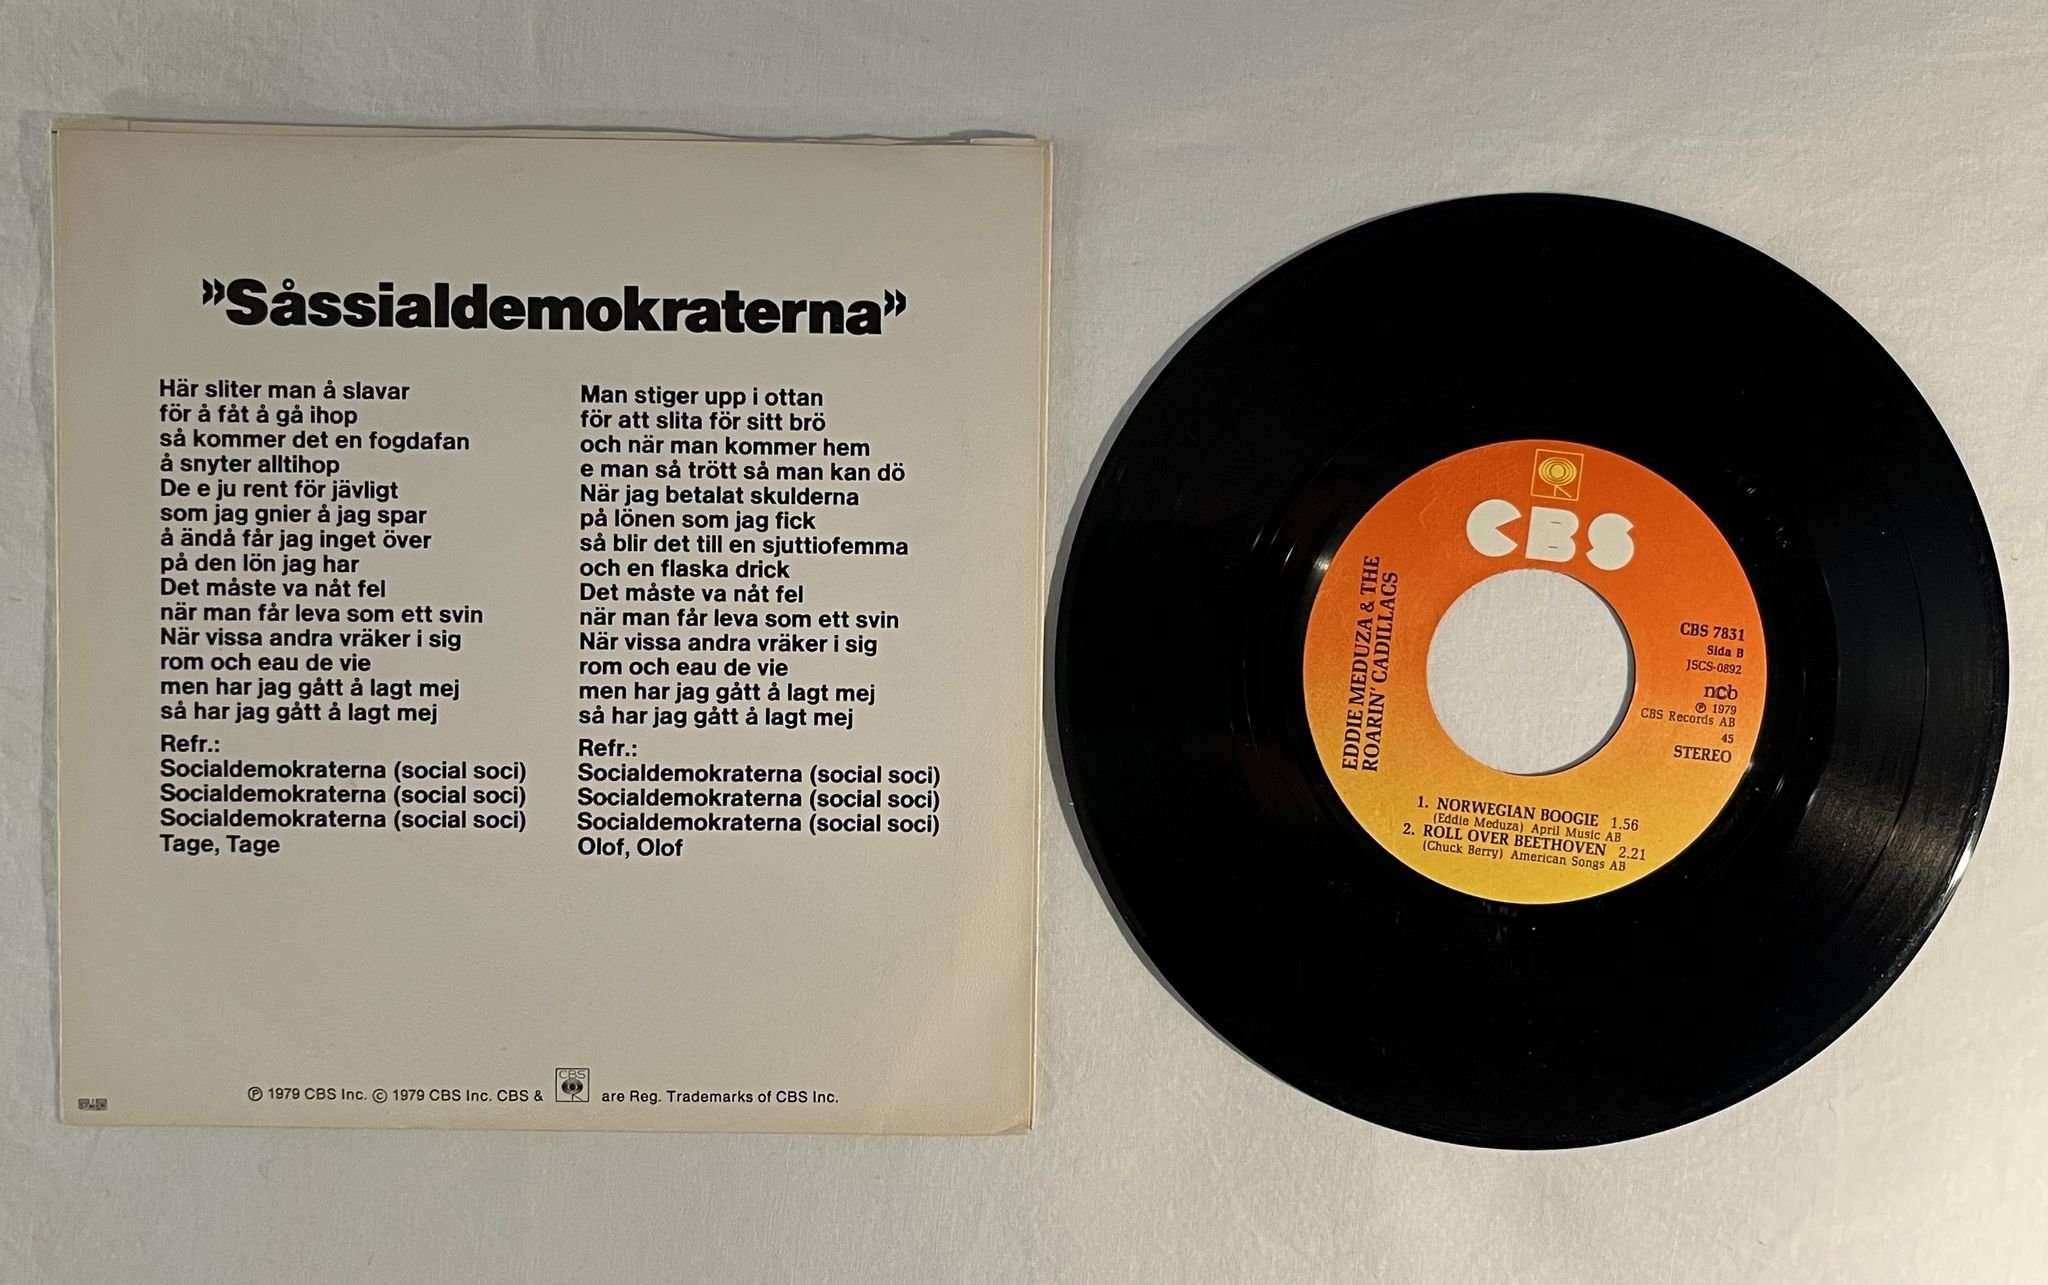 »Såssialdemokraterna»
Här sliter man å slavar
för å fåt å gå ihop
så kommer det en fogdafan
å snyter alltihop
De e ju rent för jävligt
som jag gnier å jag spar
å ändå får jag inget över
på den lön jag har
Det måste va nåt fel
när man får leva som ett svin
När vissa andra vräker i sig
rom och eau de vie
men har jag gått å lagt mej
så har jag gått å lagt mej
Refr.:
Socialdemokraterna (social soci)
Socialdemokraterna (social soci)
Socialdemokraterna (social soci)
Tage, Tage
Man stiger upp i ottan
för att slita för sitt brö
och när man kommer hem
e man så trött så man kan dö
När jag betalat skulderna
på lönen som jag fick
så blir det till en sjuttiofemma
och en flaska drick
Det måste va nåt fel
när man får leva som ett svin
När vissa andra vräker i sig
rom och eau de vie
men har jag gått å lagt mej
så har jag gått å lagt mej
Refr.:
Socialdemokraterna (social soci)
Socialdemokraterna (social soci)
Socialdemokraterna (social soci)
Olof, Olof
℗ 1979 CBS Inc. © 1979 CBS Inc. CBS & CBS are Reg. Trademarks of CBS Inc.
CBS
EDDIE MEDUZA & THE
ROARIN' CADILLACS
CBS 7831
Sida B
JSCS-0892
ncb
℗ 1979
CBS Records AB
45
STEREO
1. NORWEGIAN BOOGIE 1.56
(Eddie Meduza) April Music AB
2. ROLL OVER BEETHOVEN 2.21
(Chuck Berry) American Songs AB